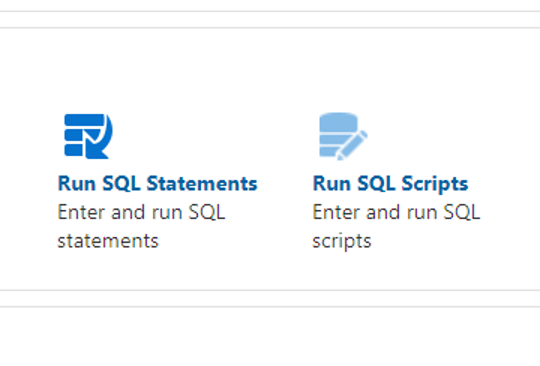 Run SQL Statements
Enter and run SQL
statements
Run SQL Scripts
Enter and run SQL
scripts